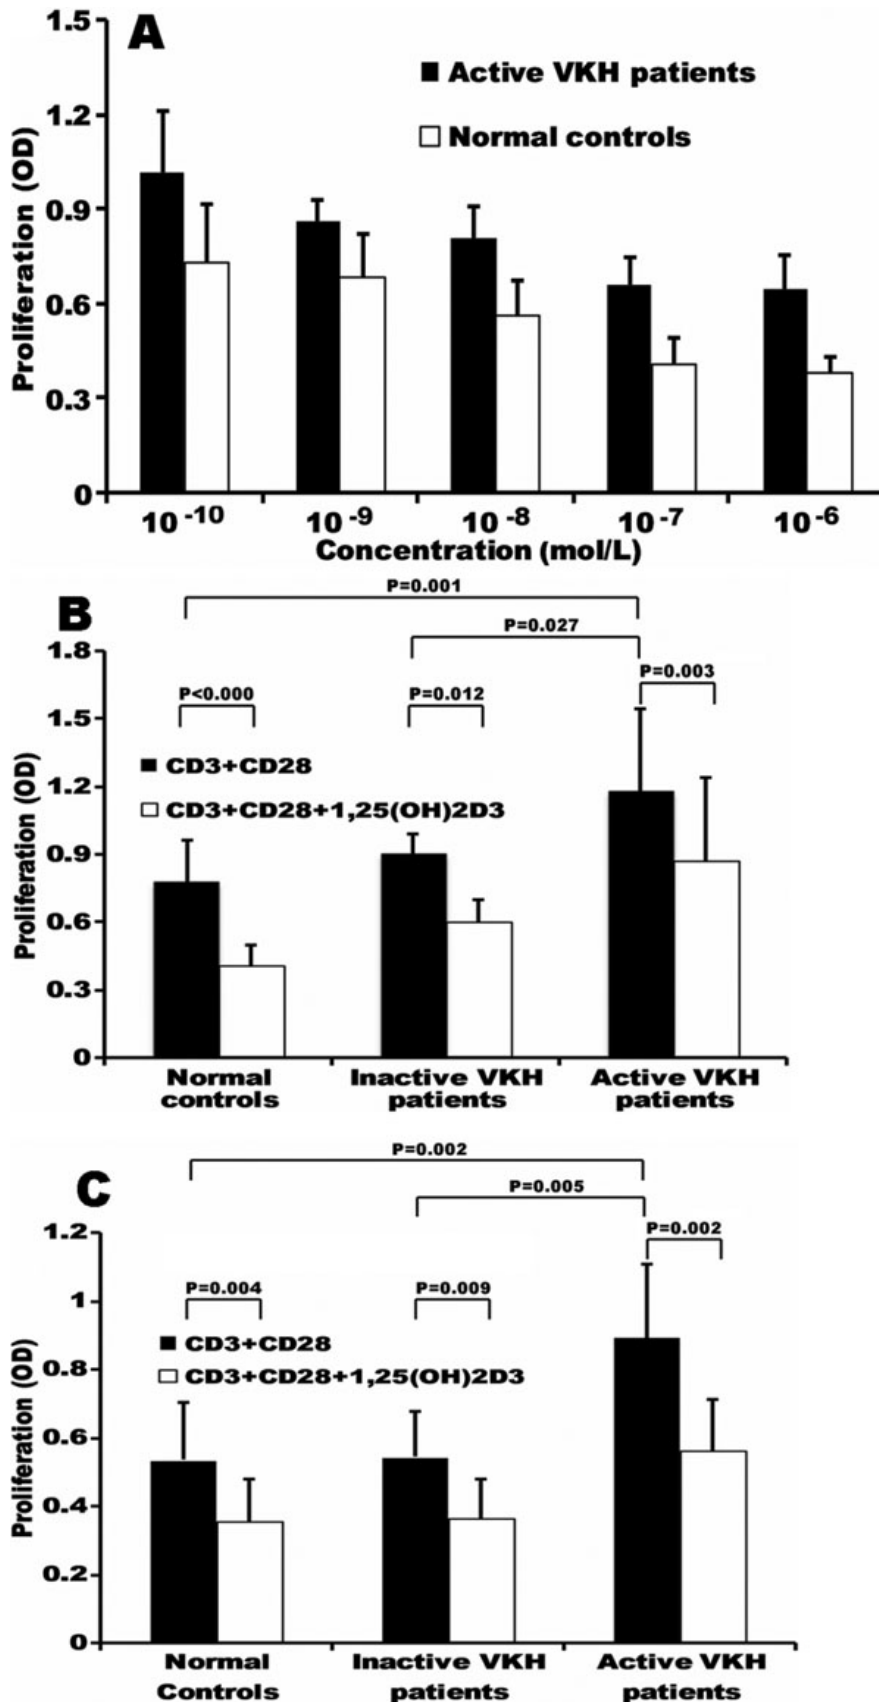 A
1.5
1.2
0.9
0.6
0.3
0
Proliferation (OD)
Active VKH patients
Normal controls
10-10 10-9 10-8 10-7 10-6
Concentration (mol/L)
B
P=0.001
P=0.027
P=0.003
P<0.000
P=0.012
1.8
1.5
1.2
0.9
0.6
0.3
0
Proliferation (OD)
CD3+CD28
CD3+CD28+1,25(OH)2D3
Normal Inactive VKH Active VKH
controls patients patients
C
P=0.002
P=0.005
P=0.002
P=0.004
P=0.009
1.2
1
0.8
0.6
0.4
0.2
0
Proliferation (OD)
CD3+CD28
CD3+CD28+1,25(OH)2D3
Normal Inactive VKH Active VKH
Controls patients patients